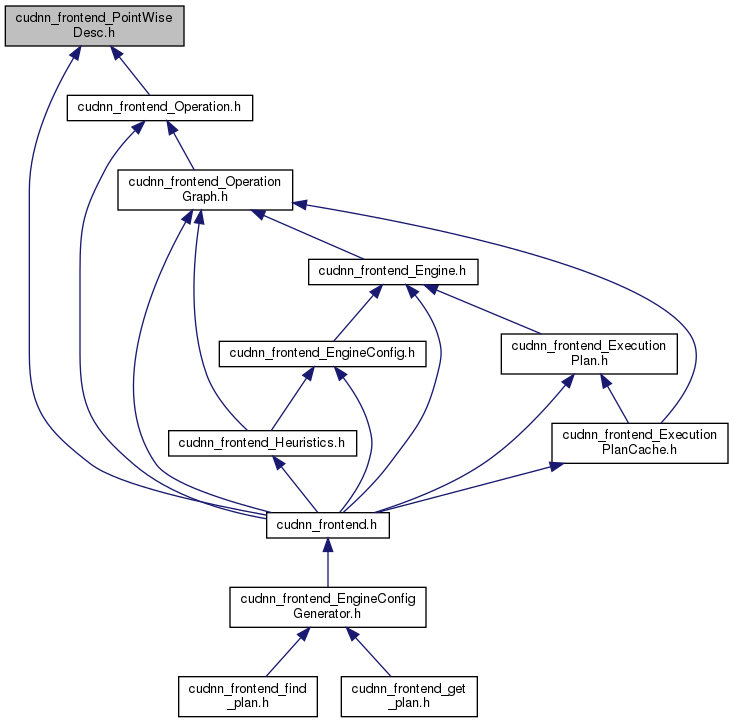 cudnn_frontend_PointWise
Desc.h
cudnn_frontend_Operation.h
cudnn_frontend_Operation
Graph.h
cudnn_frontend_Engine.h
cudnn_frontend_EngineConfig.h
cudnn_frontend_Execution
Plan.h
cudnn_frontend_Heuristics.h
cudnn_frontend_Execution
PlanCache.h
cudnn_frontend.h
cudnn_frontend_EngineConfig
Generator.h
cudnn_frontend_find
_plan.h
cudnn_frontend_get
_plan.h